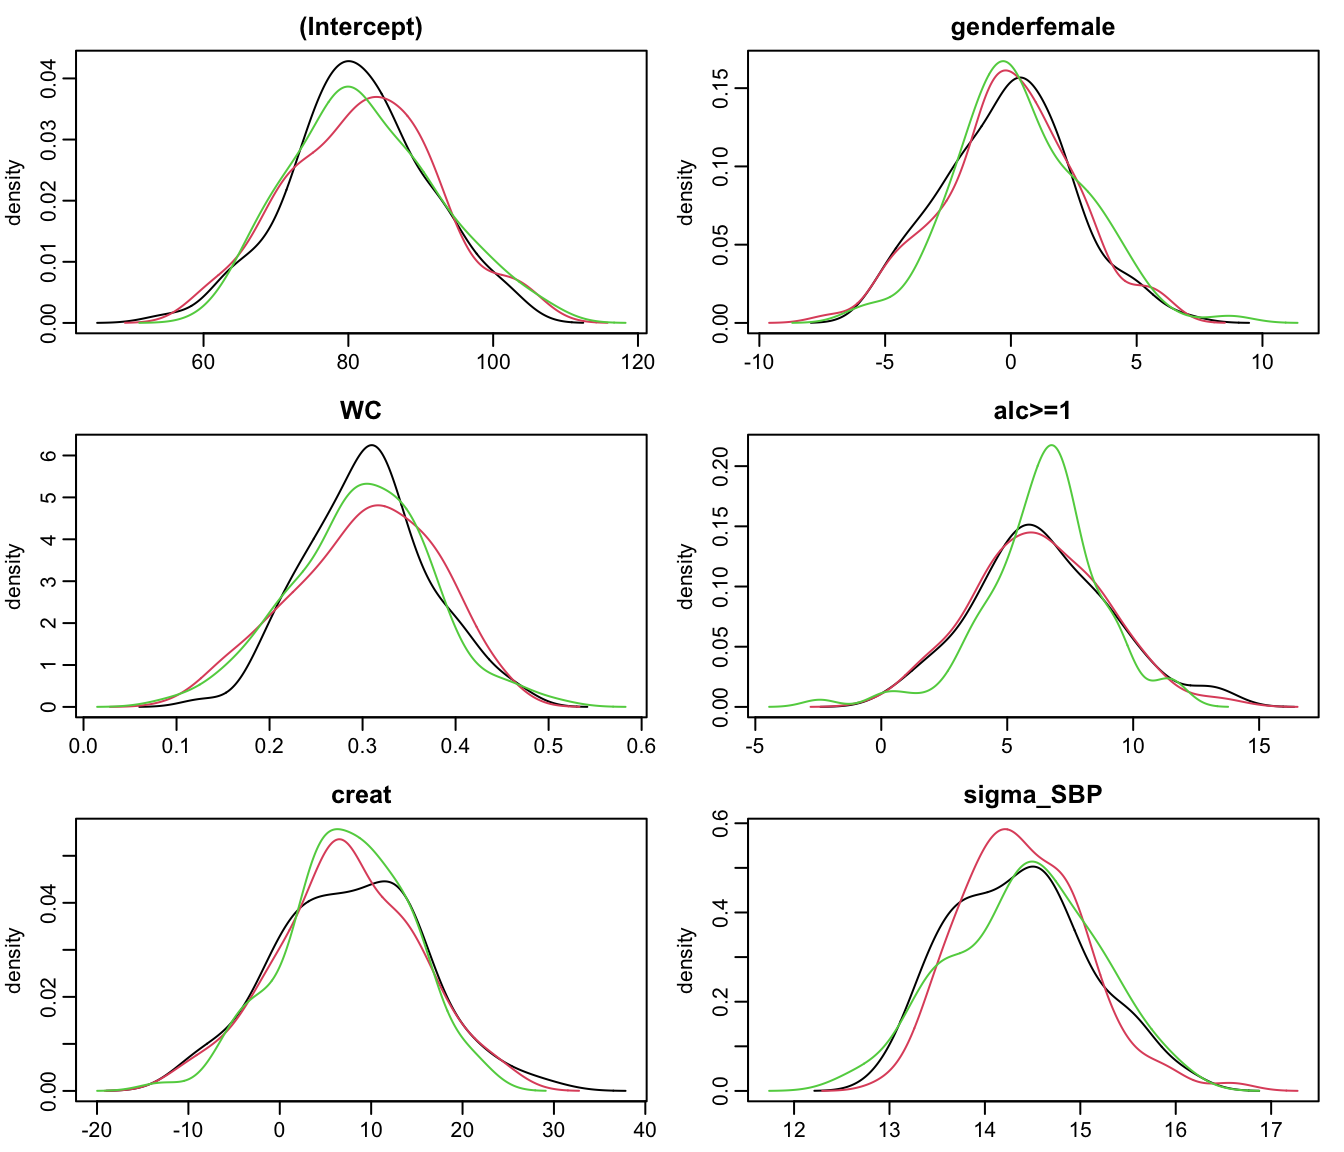 (Intercept)
density
0.00 0.01 0.02 0.03 0.04
60 80 100 120
genderfemale
density
0.00 0.05 0.10 0.15
-10 -5 0 5 10
WC
density
0 1 2 3 4 5 6
0.0 0.1 0.2 0.3 0.4 0.5 0.6
alc>=1
density
0.00 0.05 0.10 0.15 0.20
-5 0 5 10 15
creat
density
0.00 0.02 0.04
-20 -10 0 10 20 30 40
sigma_SBP
density
0.0 0.2 0.4 0.6
12 13 14 15 16 17